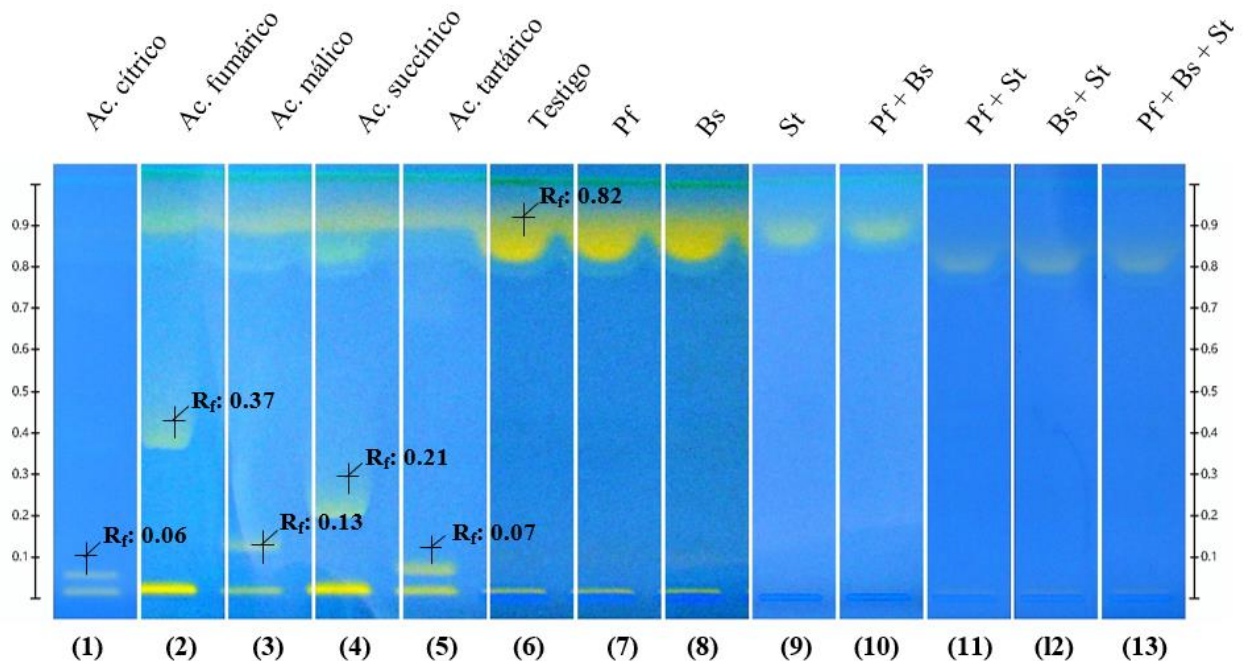 Ac. cítrico
Ac. fumárico
Ac. málico
Ac. succínico
Ac. tartárico
Testigo
Pf
Bs
St
Pf + Bs
Pf + St
Bs + St
Pf + Bs + St
0.9
0.8
0.7
0.6
0.5
0.4
0.3
0.2
0.1
Rf: 0.82
Rf: 0.37
Rf: 0.21
Rf: 0.13
Rf: 0.07
Rf: 0.06
0.9
0.8
0.7
0.6
0.5
0.4
0.3
0.2
0.1
(1) (2) (3) (4) (5) (6) (7) (8) (9) (10) (11) (l2) (13)